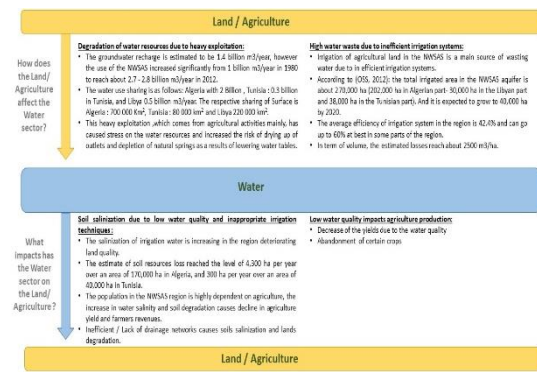 Land / Agriculture
How does
the Land/
Agriculture
affect the
Water
sector?
Degradation of water resources due to heavy exploitation:
• The groundwater recharge is estimated to be 1.4 billion m3/year, however
the use of the NWSAS increased significantly from 1 billion m3/year in 1980
to reach about 2.7 - 2.8 billion m3/year in 2012.
• The water use sharing is as follows: Algeria with 2 Billion , Tunisia : 0.3 billion
in Tunisia, and Libya 0.5 billion m3/year. The respective sharing of Surface is
Algeria : 700 000 Km², Tunisia : 80 000 km² and Libya 220 000 km².
• This heavy exploitation ,which comes from agricultural activities mainly, has
caused stress on the water resources and increased the risk of drying up of
outlets and depletion of natural springs as a results of lowering water tables.
High water waste due to inefficient irrigation systems:
• Irrigation of agricultural land in the NWSAS is a main source of wasting
water due to in efficient irrigation systems.
• According to (OSS, 2012): the total irrigated area in the NWSAS aquifer is
about 270,000 ha (202,000 ha in Algerian part- 30,000 ha in the Libyan part
and 38,000 ha in the Tunisian part). And it is expected to grow to 40,000 ha
by 2020.
• The average efficiency of irrigation system in the region is 42.4% and can go
up to 60% at best in some parts of the region.
• In term of volume, the estimated losses reach about 2500 m3/ha.
Water
What
impacts has
the Water
sector on
the Land/
Agriculture?
Soil salinization due to low water quality and inappropriate irrigation
techniques :
• The salinization of irrigation water is increasing in the region deteriorating
land quality.
• The estimate of soil resources loss reached the level of 4,300 ha per year
over an area of 170,000 ha in Algeria, and 300 ha per year over an area of
40,000 ha in Tunisia.
• The population in the NWSAS region is highly dependent on agriculture, the
increase in water salinity and soil degradation causes decline in agriculture
yield and farmers revenues.
• Inefficient / Lack of drainage networks causes soils salinization and lands
degradation.
Low water quality impacts agriculture production:
• Decrease of the yields due to the water quality
• Abandonment of certain crops
Land / Agriculture